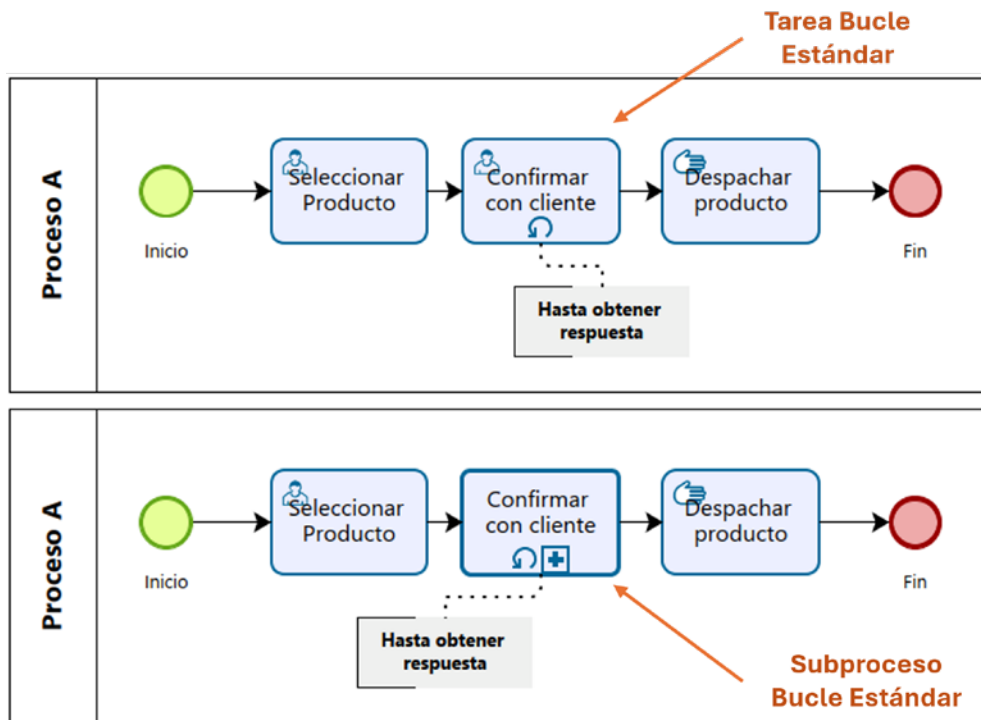 Tarea Bucle
Estándar
Proceso A
Seleccionar
Producto
Confirmar
con cliente
Despachar
producto
Inicio
Fin
Hasta obtener
respuesta
Proceso A
Seleccionar
Producto
Confirmar
con cliente
Despachar
producto
Inicio
Fin
Hasta obtener
respuesta
Subproceso
Bucle Estándar